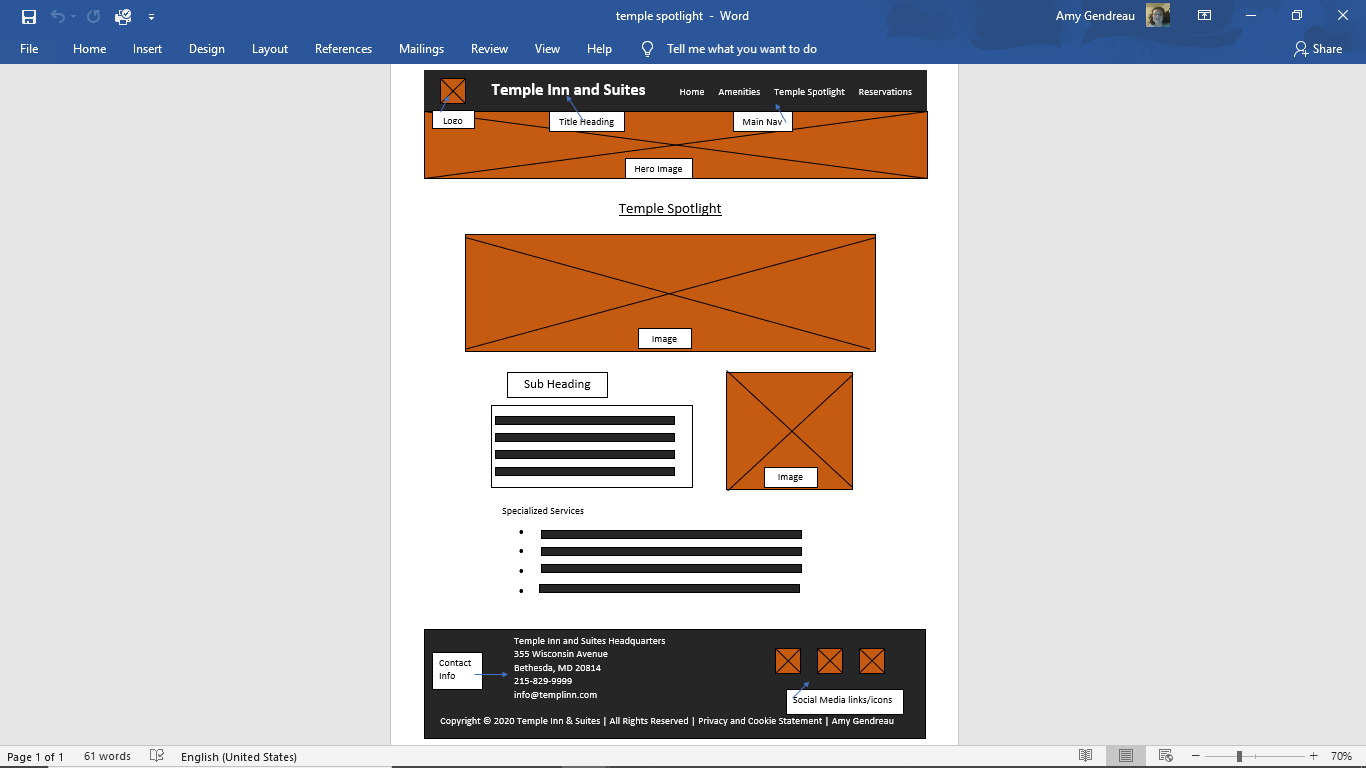 temple spotlight - Word
Amy Gendreau
File Home Insert Design Layout References Mailings Review View Help Tell me what you want to do Share
Temple Inn and Suites
Home Amenities Temple Spotlight Reservations
Logo
Title Heading
Main Nav
Hero Image
Temple Spotlight
Image
Sub Heading
Image
Specialized Services
Temple Inn and Suites Headquarters
355 Wisconsin Avenue
Bethesda, MD 20814
215-829-9999
info@templinn.com
Contact
Info
Social Media links/icons
Copyright © 2020 Temple Inn & Suites | All Rights Reserved | Privacy and Cookie Statement | Amy Gendreau
Page 1 of 1 61 words English (United States) 70%